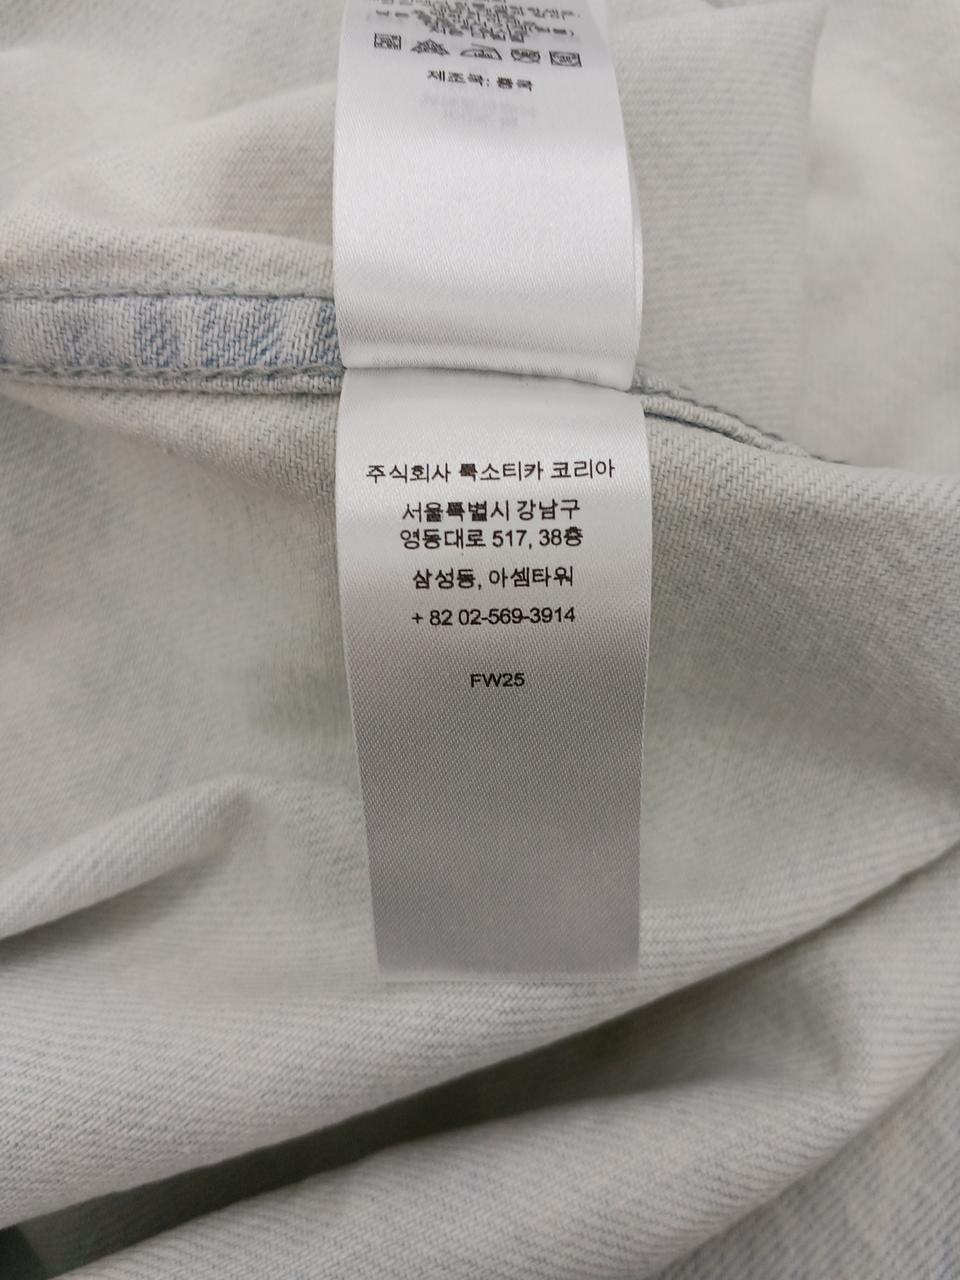 제조국: 중국
주식회사 룩소티카 코리아
서울특별시 강남구
영동대로 517, 38층
삼성동, 아셈타워
+ 82 02-569-3914
FW25